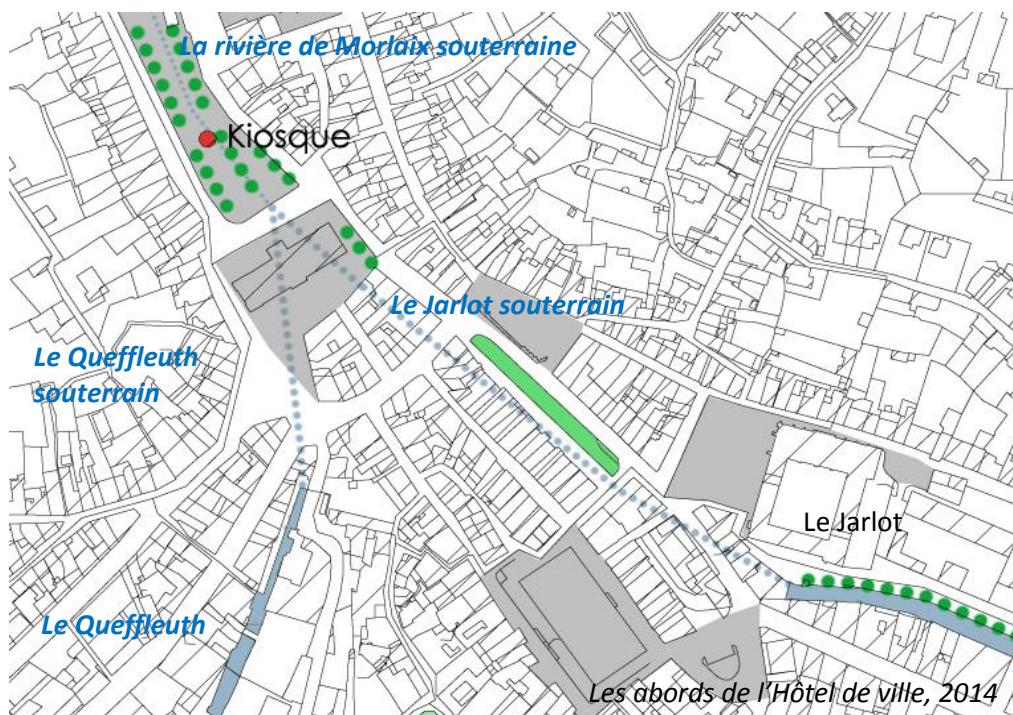 La rivière de Morlaix souterraine
Kiosque
Le Jarlot souterrain
Le Queffleuth
souterrain
Le Jarlot
Le Queffleuth
Les abords de l’Hôtel de ville, 2014